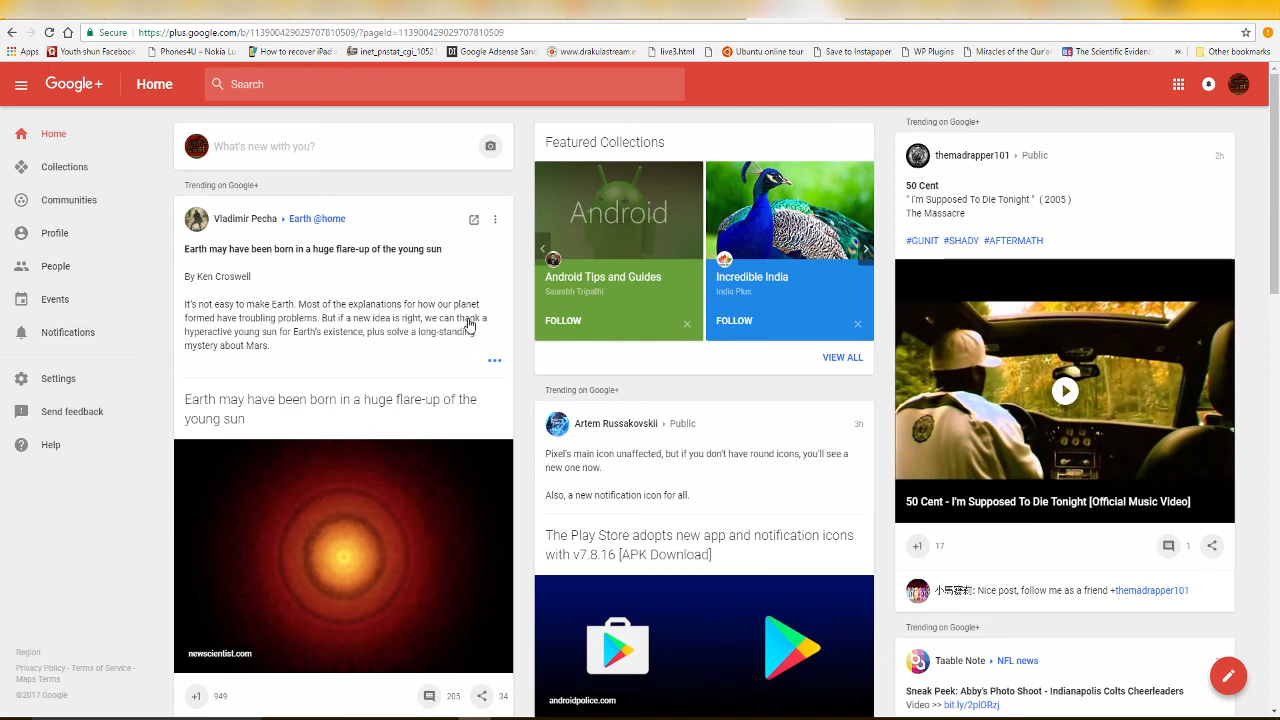 Secure
https://plus.google.com/b/113900429029707810509/?pageId=113900429029707810509
Apps
Youth shun Facebook
Phones4U – Nokia Lu
How to recover iPad
inet_pnstat_cgi_10521
Google Adsense Sand
www.drakulastream.e
live3.html
Ubuntu online tour
Save to Instapaper
WP Plugins
Miracles of the Qur'an
The Scientific Evidenc
»
Other bookmarks
Google+
Home
Search
Home
Collections
Communities
Profile
People
Events
Notifications
Settings
Send feedback
Help
Region
Privacy Policy - Terms of Service -
Maps Terms
©2017 Google
What's new with you?
Trending on Google+
Vladimír Pecha
Earth @home
Earth may have been born in a huge flare-up of the young sun
By Ken Croswell
It's not easy to make Earth. Most of the explanations for how our planet
formed have troubling problems. But if a new idea is right, we can thank a
hyperactive young sun for Earth's existence, plus solve a long-standing
mystery about Mars.
Earth may have been born in a huge flare-up of the
young sun
newscientist.com
+1
949
205
34
Featured Collections
Android
Android Tips and Guides
Saurabh Tripathi
FOLLOW
Incredible India
India Plus
FOLLOW
VIEW ALL
Trending on Google+
Artem Russakovskii
Public
3h
Pixel's main icon unaffected, but if you don't have round icons, you'll see a
new one now.
Also, a new notification icon for all.
The Play Store adopts new app and notification icons
with v7.8.16 [APK Download]
androidpolice.com
Trending on Google+
themadrapper101
Public
2h
50 Cent
" I'm Supposed To Die Tonight " ( 2005 )
The Massacre
#GUNIT #SHADY #AFTERMATH
50 Cent - I'm Supposed To Die Tonight [Official Music Video]
+1
17
1
Nice post, follow me as a friend +themadrapper101
Trending on Google+
Taable Note
NFL news
Sneak Peek: Abby's Photo Shoot - Indianapolis Colts Cheerleaders
Video >> bit.ly/2plORzj